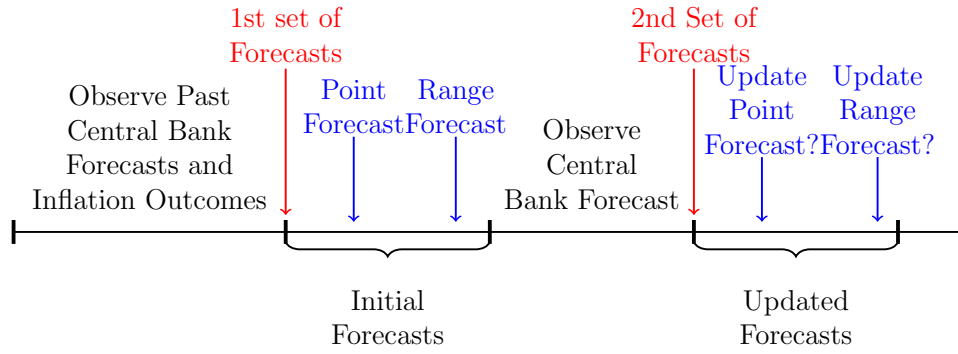 1st set of
Forecasts
2nd Set of
Forecasts
Observe Past
Central Bank
Forecasts and
Inflation Outcomes
Point
Forecast
Range
Forecast
Observe
Central
Bank Forecast
Update
Point
Forecast?
Update
Range
Forecast?
Initial
Forecasts
Updated
Forecasts